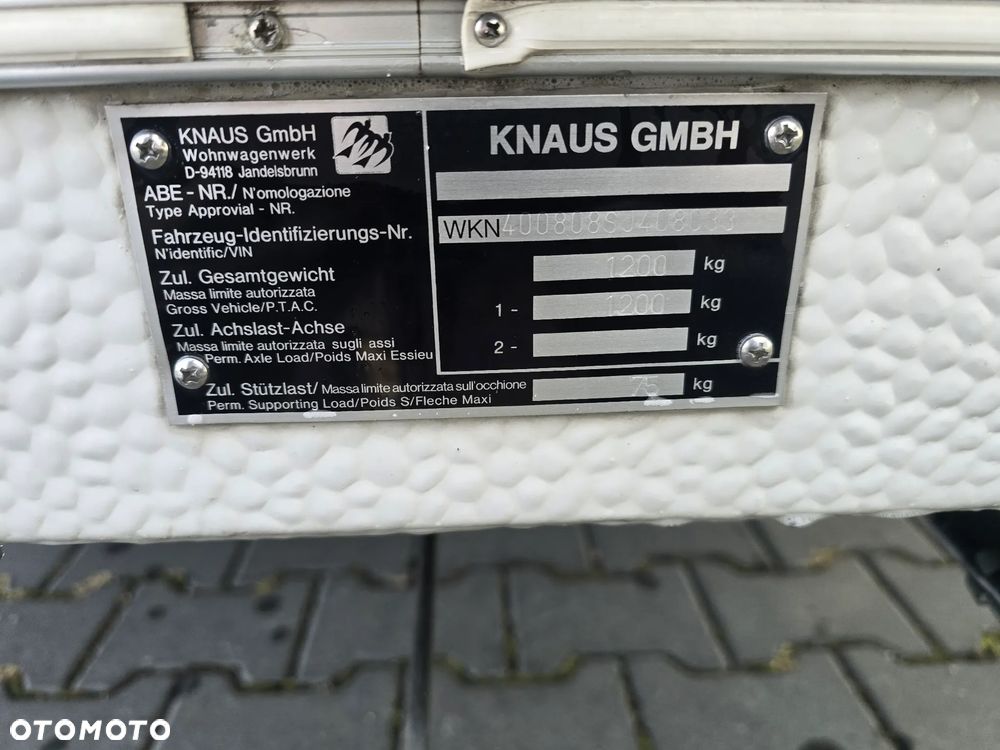 KNAUS GmbH
Wohnwagenwerk
D-94118 Jandelsbrunn
KNAUS GMBH
ABE - NR./ N'omologazione
Type Approvial - NR.
Fahrzeug-Identifizierungs-Nr.
N'identific/VIN
WKN400808SJ408033
Zul. Gesamtgewicht
Massa limite autorizzata
Gross Vehicle/P.T.A.C.
1200 kg
Zul. Achslast-Achse
Massa limite autorizzata sugli assi
Perm. Axle Load/Poids Maxi Essieu
1- 1200 kg
2- kg
Zul. Stützlast/ Massa limite autorizzata sull'occhione
Perm. Supporting Load/Poids S/Fleche Maxi
75 kg
OTOMOTO